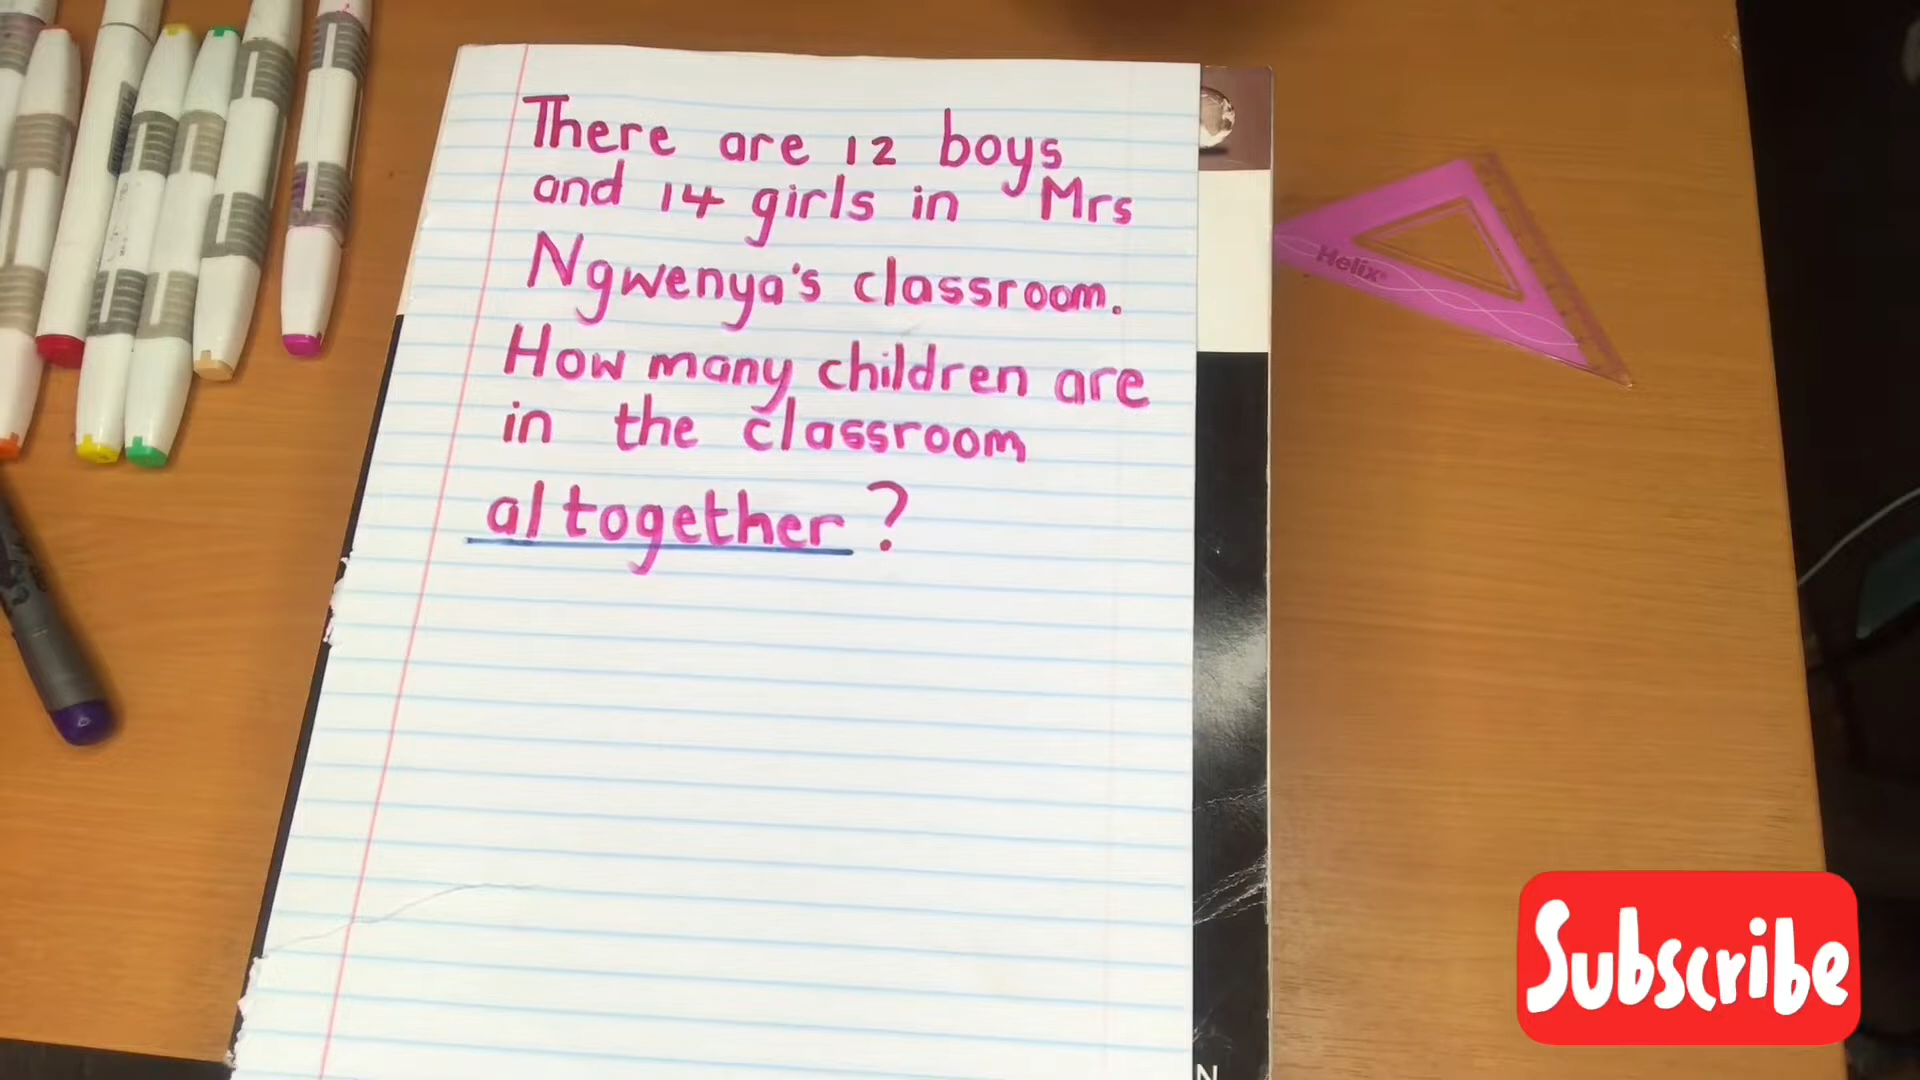 There are 12 boys
and 14 girls in Mrs
Ngwenya's classroom.
How many children are
in the classroom
altogether?
Helix
Subscribe
N